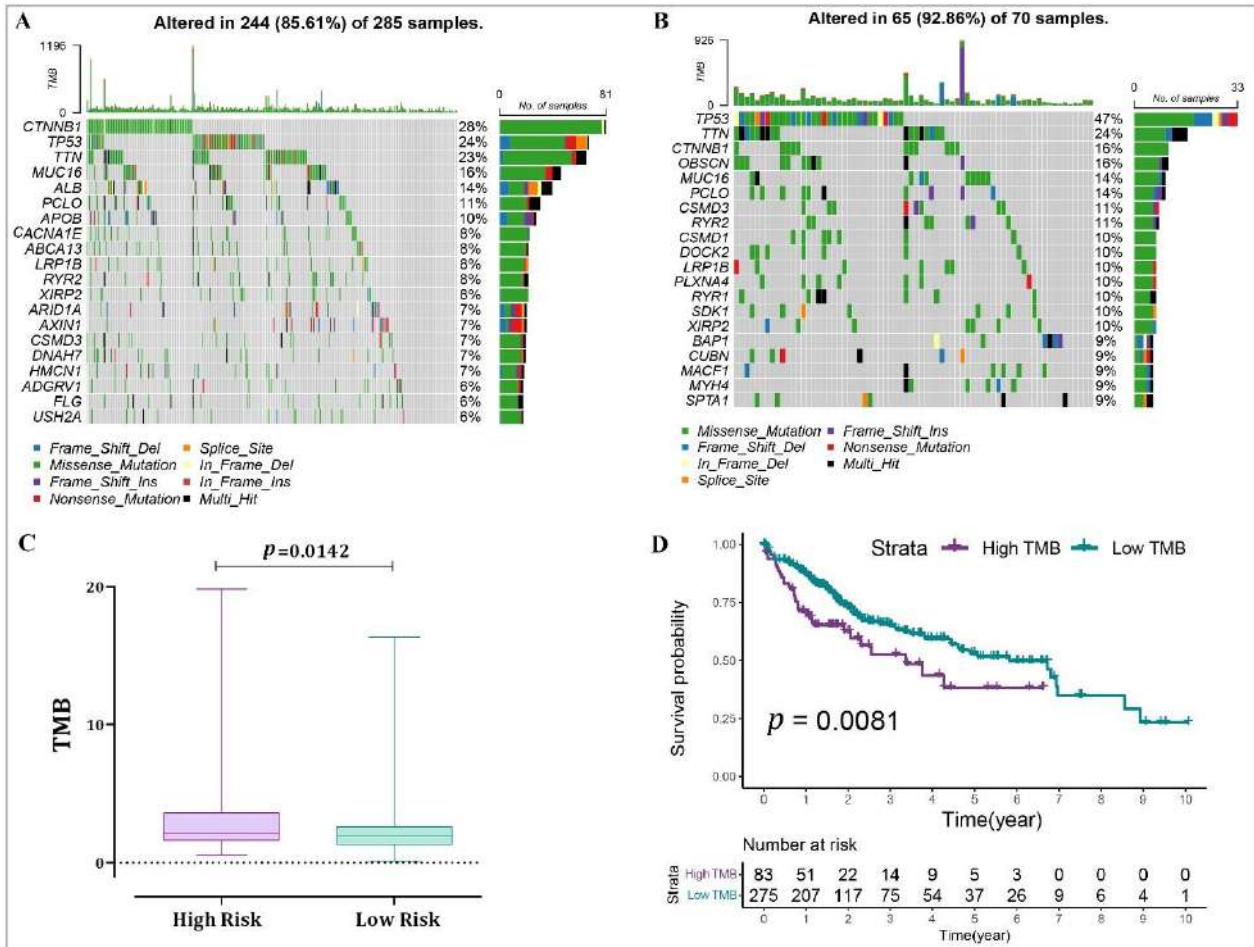 A
Altered in 244 (85.61%) of 285 samples.
1196
TMB
0
0
81
No. of samples
CTNNB1 28%
TP53 24%
TTN 23%
MUC16 16%
ALB 14%
PCLO 11%
APOB 10%
CACNA1E 8%
ABCA13 8%
LRP1B 8%
RYR2 8%
XIRP2 8%
ARID1A 7%
AXIN1 7%
CSMD3 7%
DNAH7 7%
HMCN1 7%
ADGRV1 6%
FLG 6%
USH2A 6%
Frame_Shift_Del Splice_Site
Missense_Mutation In_Frame_Del
Frame_Shift_Ins In_Frame_Ins
Nonsense_Mutation Multi_Hit
B
Altered in 65 (92.86%) of 70 samples.
926
TMB
0
0
33
No. of samples
TP53 47%
TTN 24%
CTNNB1 16%
OBSCN 16%
MUC16 14%
PCLO 14%
CSMD3 11%
RYR2 11%
CSMD1 10%
DOCK2 10%
LRP1B 10%
PLXNA4 10%
RYR1 10%
SDK1 10%
XIRP2 10%
BAP1 9%
CUBN 9%
MACF1 9%
MYH4 9%
SPTA1 9%
Missense_Mutation Frame_Shift_Ins
Frame_Shift_Del Nonsense_Mutation
In_Frame_Del Multi_Hit
Splice_Site
C
p=0.0142
20
10
0
TMB
High Risk Low Risk
D
Strata High TMB Low TMB
1.00
0.75
0.50
0.25
0.00
Survival probability
p = 0.0081
0 1 2 3 4 5 6 7 8 9 10
Time(year)
Number at risk
Strata
High TMB 83 51 22 14 9 5 3 0 0 0 0
Low TMB 275 207 117 75 54 37 26 9 6 4 1
0 1 2 3 4 5 6 7 8 9 10
Time(year)